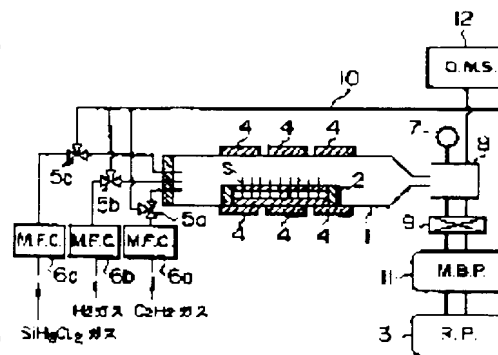 12
Q.M.S.
10
7
8
4 4 4
S
2
5c
5b
5a
4 4 4
1
9
M.F.C. M.F.C. M.F.C.
6c 6b 6a
11
M.B.P.
H2ガス C2H2ガス
SiH2Cl2ガス
3
R.P.